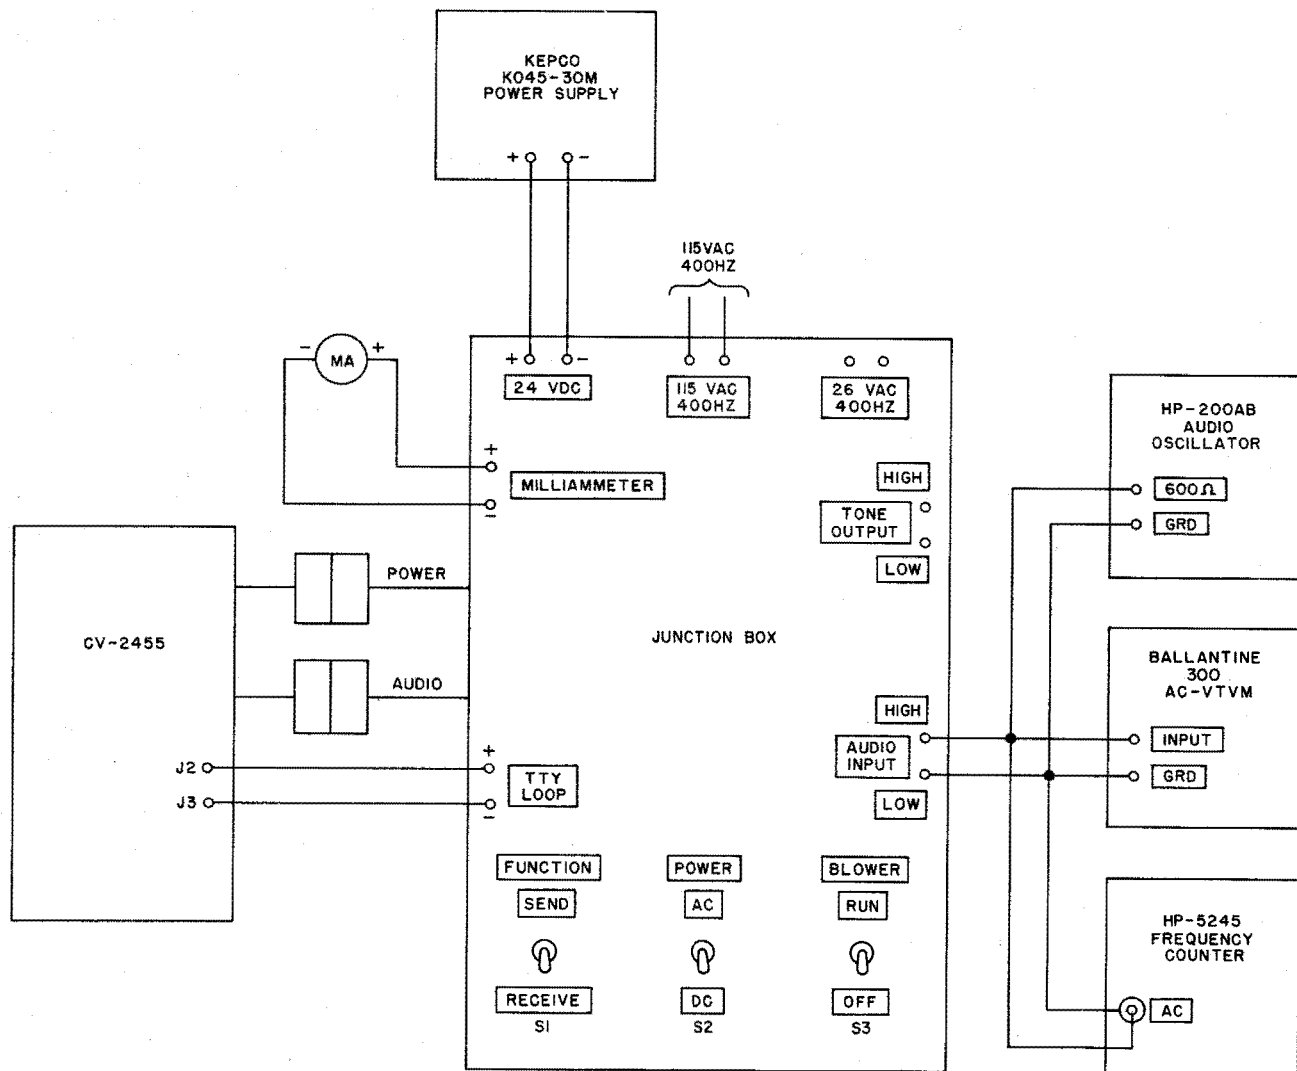 KEPCO
KO45-30M
POWER SUPPLY
+ -
115VAC
400HZ
- MA +
+ -
24 VDC
115 VAC
400HZ
26 VAC
400HZ
+
MILLIAMMETER
-
HIGH
TONE
OUTPUT
LOW
HP-200AB
AUDIO
OSCILLATOR
600Ω
GRD
POWER
CV-2455
AUDIO
JUNCTION BOX
BALLANTINE
300
AC-VTVM
INPUT
GRD
HIGH
AUDIO
INPUT
LOW
J2
J3
+
TTY
LOOP
-
FUNCTION
SEND
RECEIVE
S1
POWER
AC
DC
S2
BLOWER
RUN
OFF
S3
HP-5245
FREQUENCY
COUNTER
AC